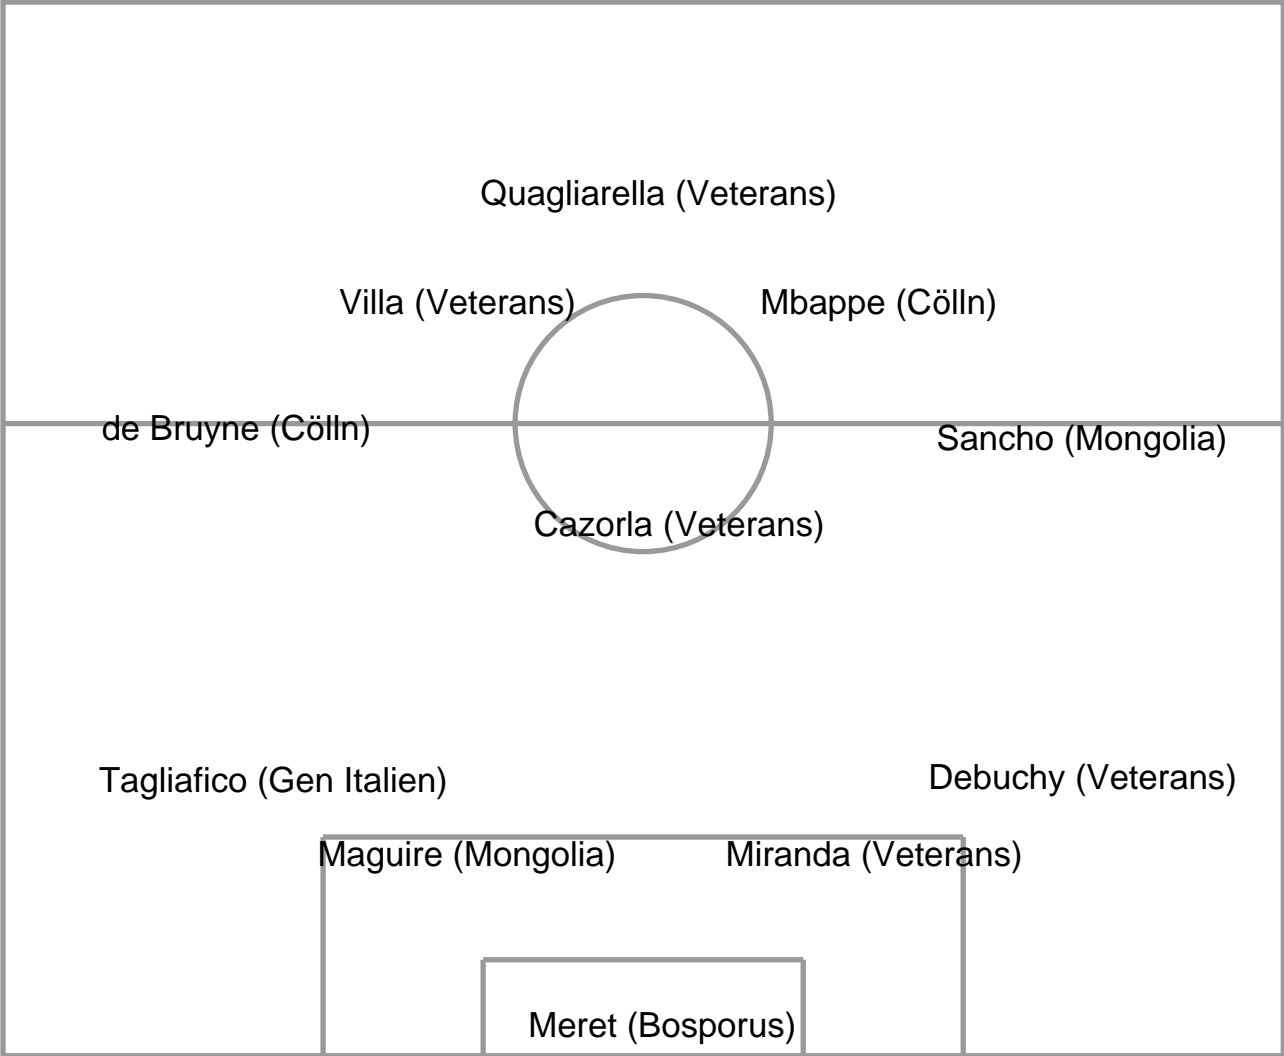 Quagliarella (Veterans)
Villa (Veterans)
Mbappe (Cölln)
de Bruyne (Cölln)
Sancho (Mongolia)
Cazorla (Veterans)
Tagliafico (Gen Italien)
Debuchy (Veterans)
Maguire (Mongolia)
Miranda (Veterans)
Meret (Bosporus)